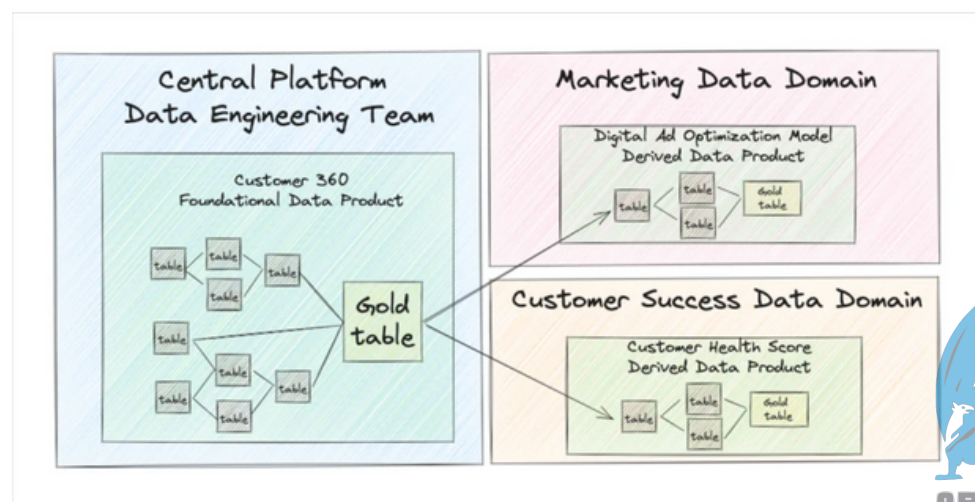 Central Platform
Data Engineering Team
Customer 360
Foundational Data Product
table
table
table
table
table
table
table
table
table
Gold
table
Marketing Data Domain
Digital Ad Optimization Model
Derived Data Product
table
table
table
Gold
table
Customer Success Data Domain
Customer Health Score
Derived Data Product
table
table
table
Gold
table